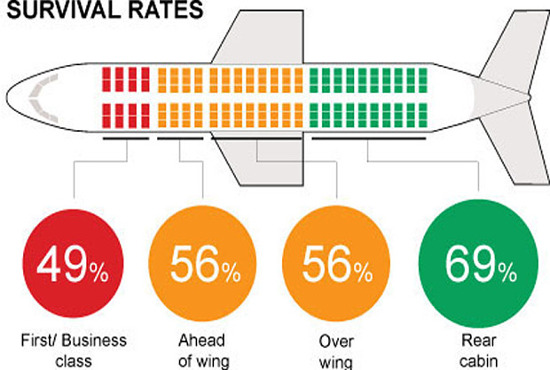 SURVIVAL RATES
49%
56%
56%
69%
First/ Business
class
Ahead
of wing
Over
wing
Rear
cabin